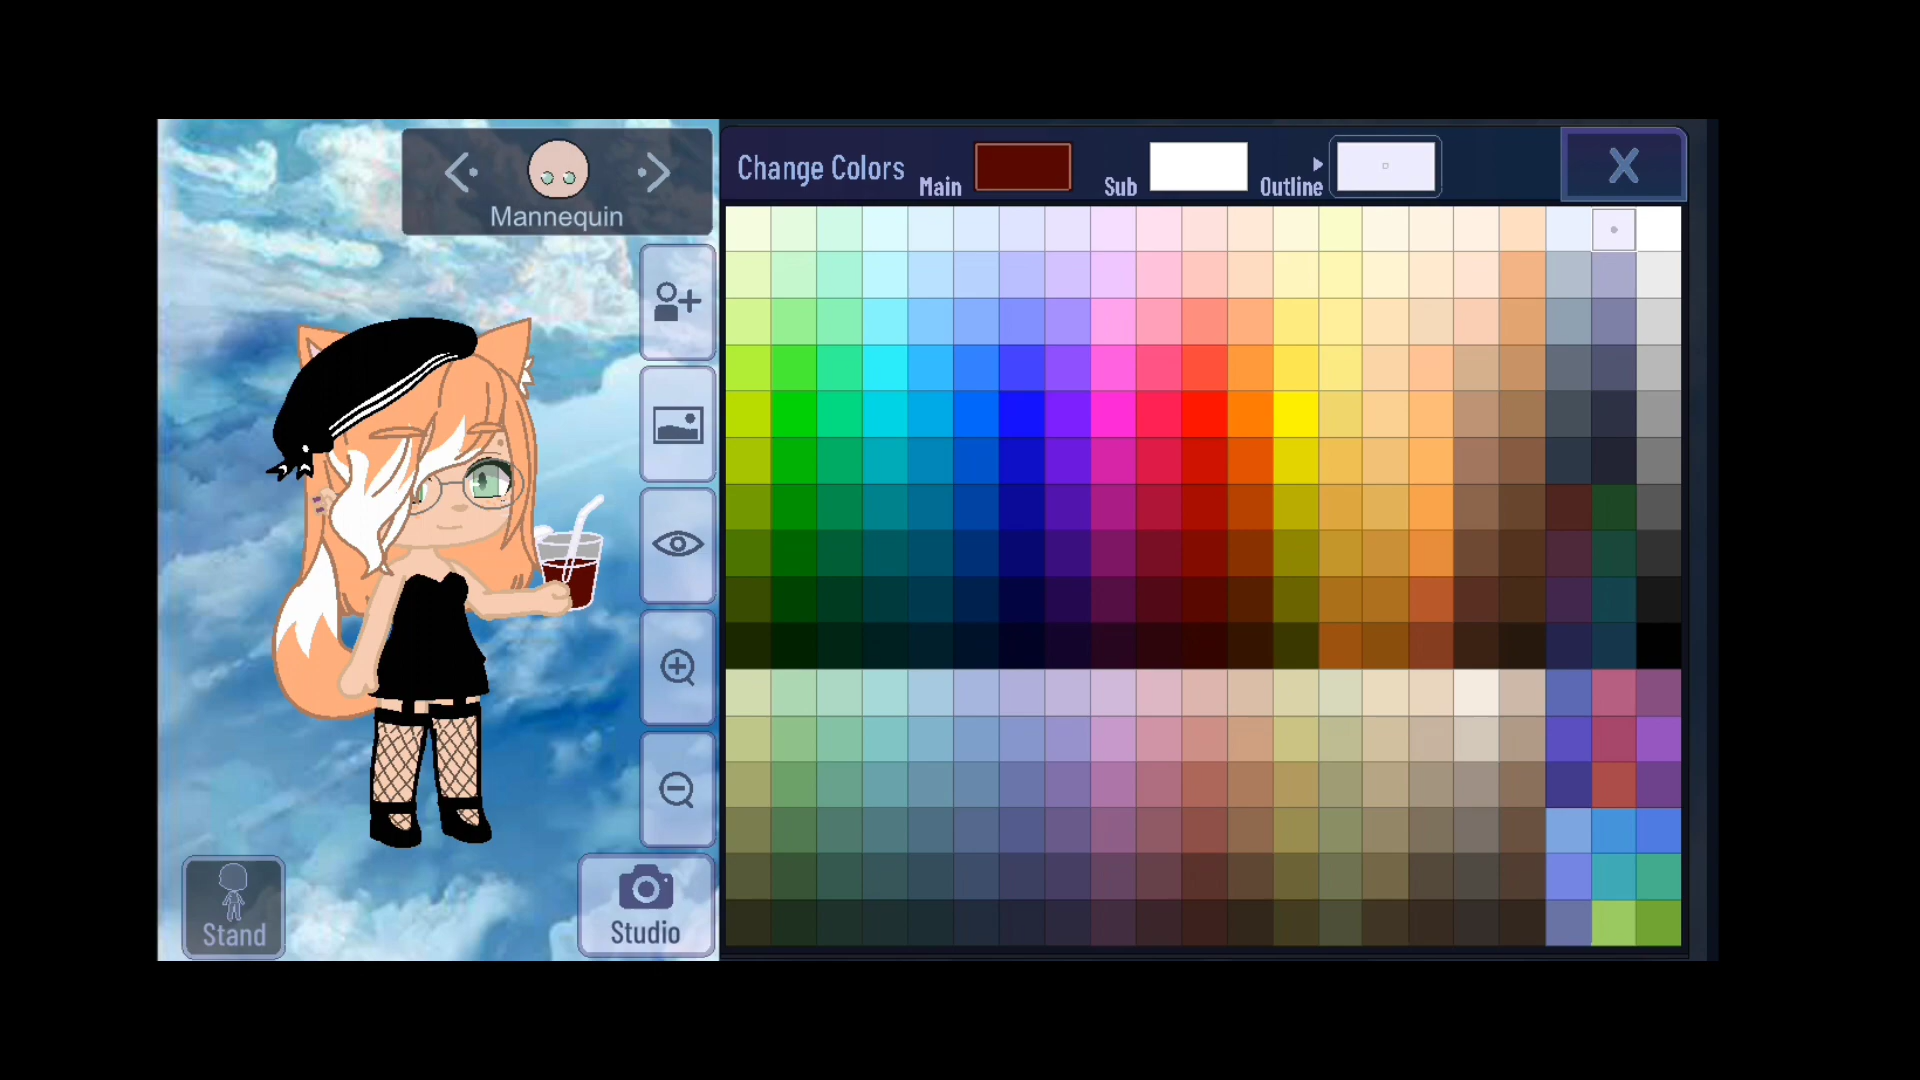 Mannequin
Change Colors
Main
Sub
Outline
X
Stand
Studio